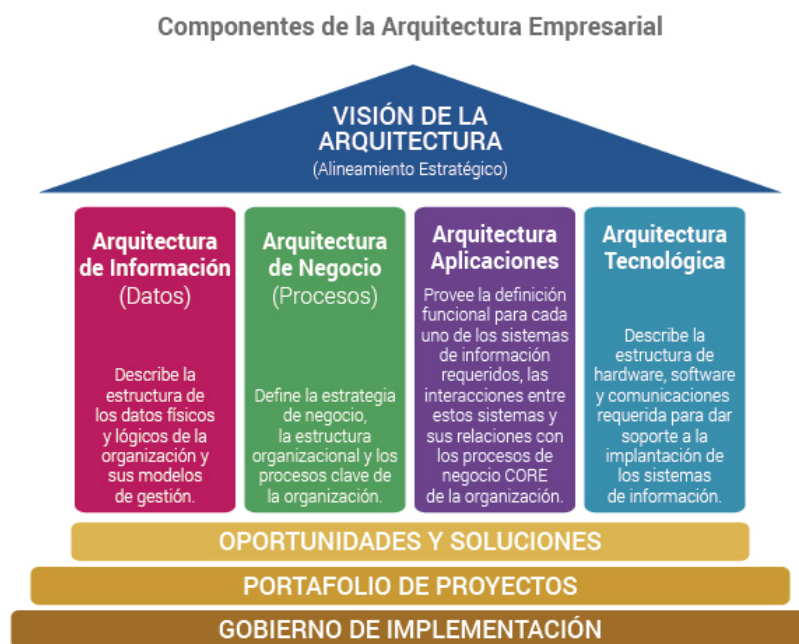 Componentes de la Arquitectura Empresarial
VISIÓN DE LA
ARQUITECTURA
(Alineamiento Estratégico)
Arquitectura
de Información
(Datos)
Describe la
estructura de
los datos físicos
y lógicos de la
organización y
sus modelos
de gestión.
Arquitectura
de Negocio
(Procesos)
Define la estrategia
de negocio,
la estructura
organizacional y los
procesos clave de
la organización.
Arquitectura
Aplicaciones
Provee la definición
funcional para cada
uno de los sistemas
de información
requeridos, las
interacciones entre
estos sistemas y
sus relaciones con
los procesos de
negocio CORE
de la organización.
Arquitectura
Tecnológica
Describe la
estructura de
hardware, software
y comunicaciones
requerida para dar
soporte a la
implantación de
los sistemas
de información.
OPORTUNIDADES Y SOLUCIONES
PORTAFOLIO DE PROYECTOS
GOBIERNO DE IMPLEMENTACIÓN